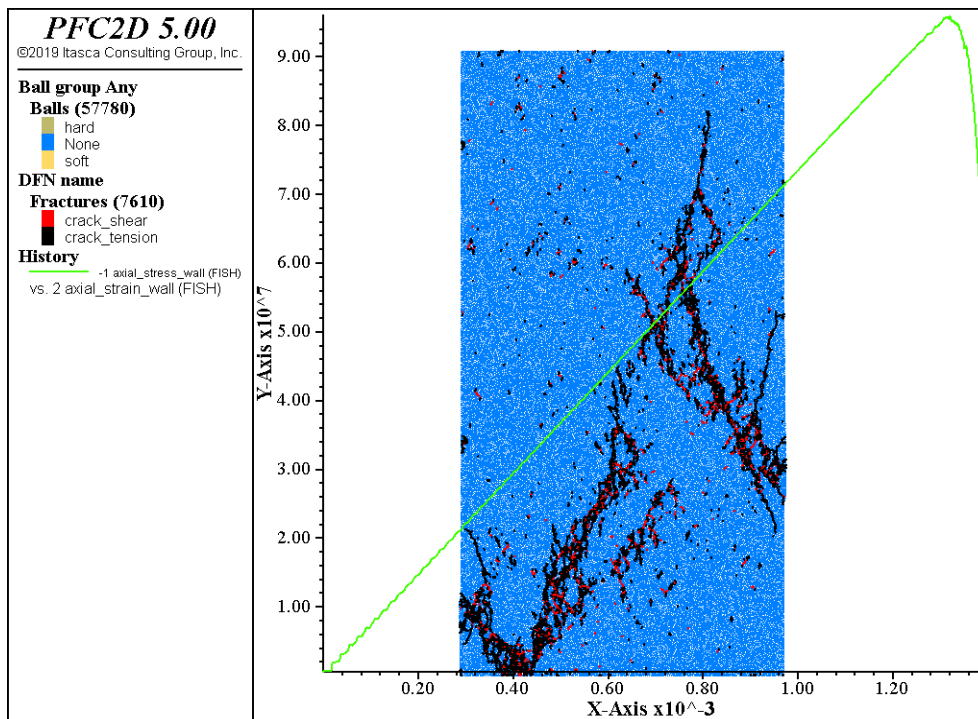 PFC2D 5.00
©2019 Itasca Consulting Group, Inc.
Ball group Any
Balls (57780)
hard
None
soft
DFN name
Fractures (7610)
crack_shear
crack_tension
History
-1 axial_stress_wall (FISH)
vs. 2 axial_strain_wall (FISH)
Y-Axis x10^7
9.00
8.00
7.00
6.00
5.00
4.00
3.00
2.00
1.00
0.20
0.40
0.60
0.80
1.00
1.20
X-Axis x10^-3